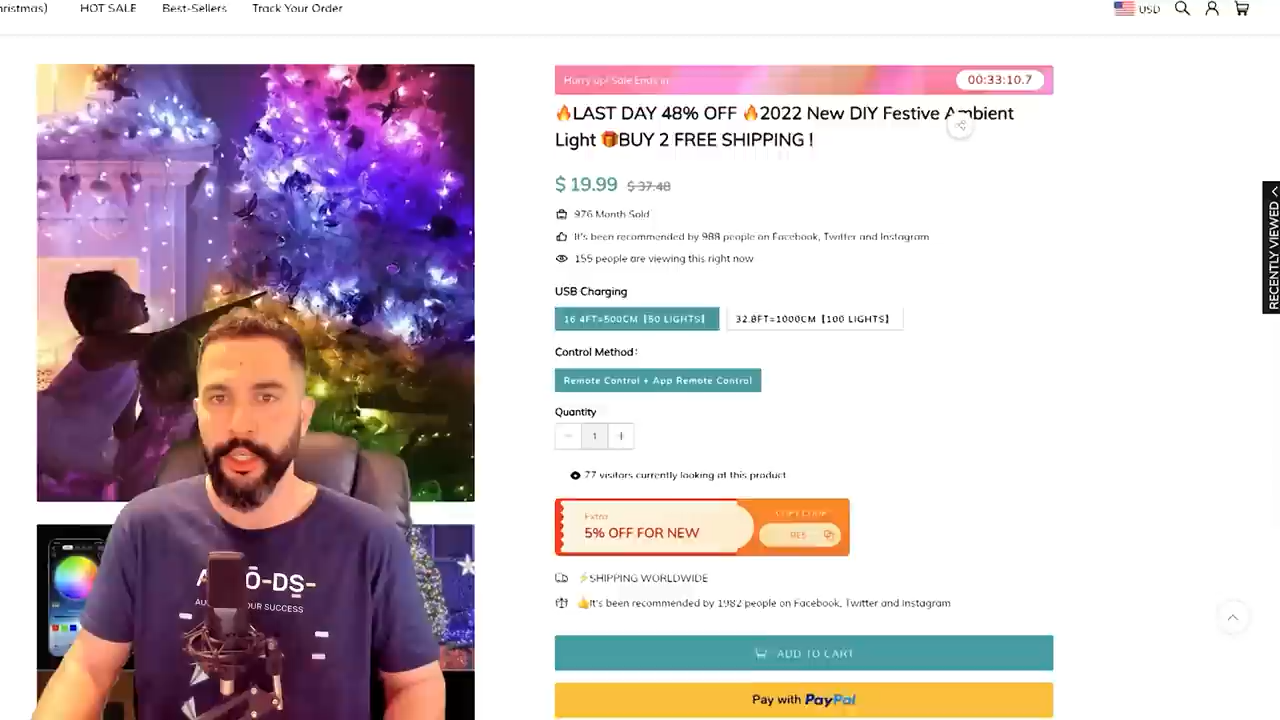 hristmas)
HOT SALE
Best-Sellers
Track Your Order
USD
Hurry up! Sale Ends in
00:33:10.7
🔥LAST DAY 48% OFF 🔥2022 New DIY Festive Ambient
Light 🎁BUY 2 FREE SHIPPING !
$ 19.99 $ 37.48
976 Month Sold
It's been recommended by 988 people on Facebook, Twitter and Instagram
155 people are viewing this right now
RECENTLY VIEWED
USB Charging
16.4FT=500CM【50 LIGHTS】
32.8FT=1000CM【100 LIGHTS】
Control Method:
Remote Control + App Remote Control
Quantity
1
77 visitors currently looking at this product
Extra
5% OFF FOR NEW
COPY CODE
RE5
⚡SHIPPING WORLDWIDE
👍It's been recommended by 1982 people on Facebook, Twitter and Instagram
ADD TO CART
Pay with PayPal